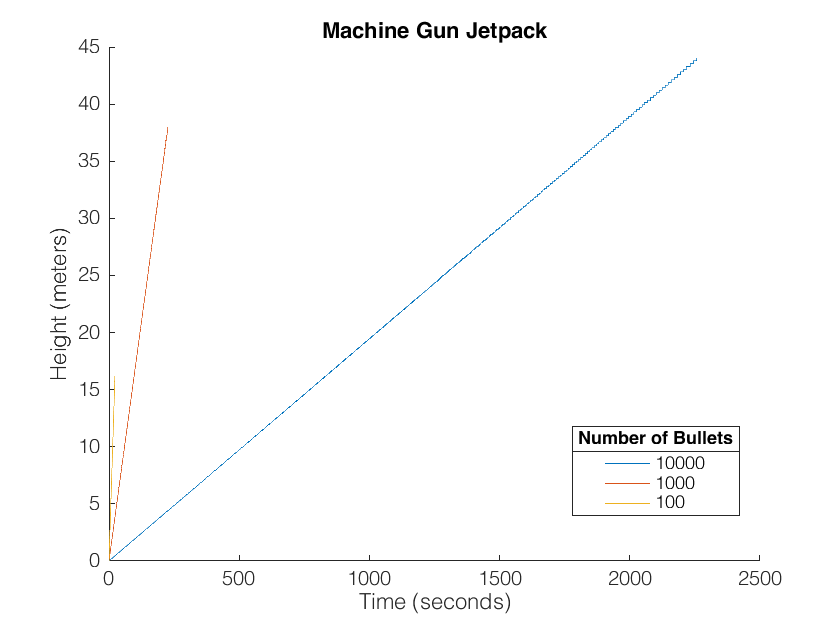 Machine Gun Jetpack
45
40
35
30
25
20
15
10
5
0
Height (meters)
0 500 1000 1500 2000 2500
Time (seconds)
Number of Bullets
10000
1000
100